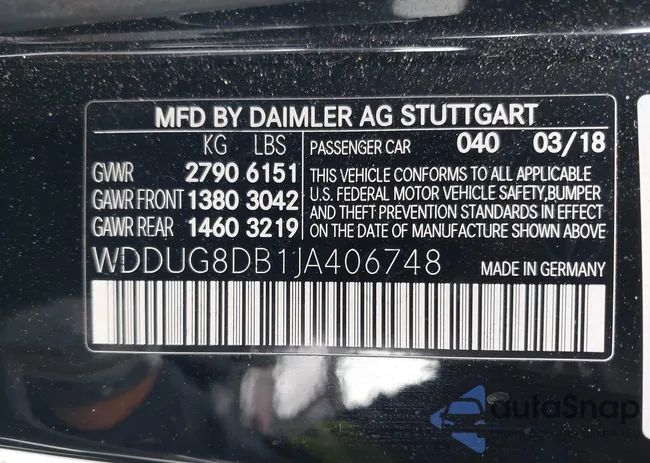 MFD BY DAIMLER AG STUTTGART
KG LBS
GVWR 2790 6151
GAWR FRONT 1380 3042
GAWR REAR 1460 3219
PASSENGER CAR 040 03/18
THIS VEHICLE CONFORMS TO ALL APPLICABLE
U.S. FEDERAL MOTOR VEHICLE SAFETY,BUMPER
AND THEFT PREVENTION STANDARDS IN EFFECT
ON THE DATE OF MANUFACTURE SHOWN ABOVE
WDDUG8DB1JA406748 MADE IN GERMANY
autoSnap